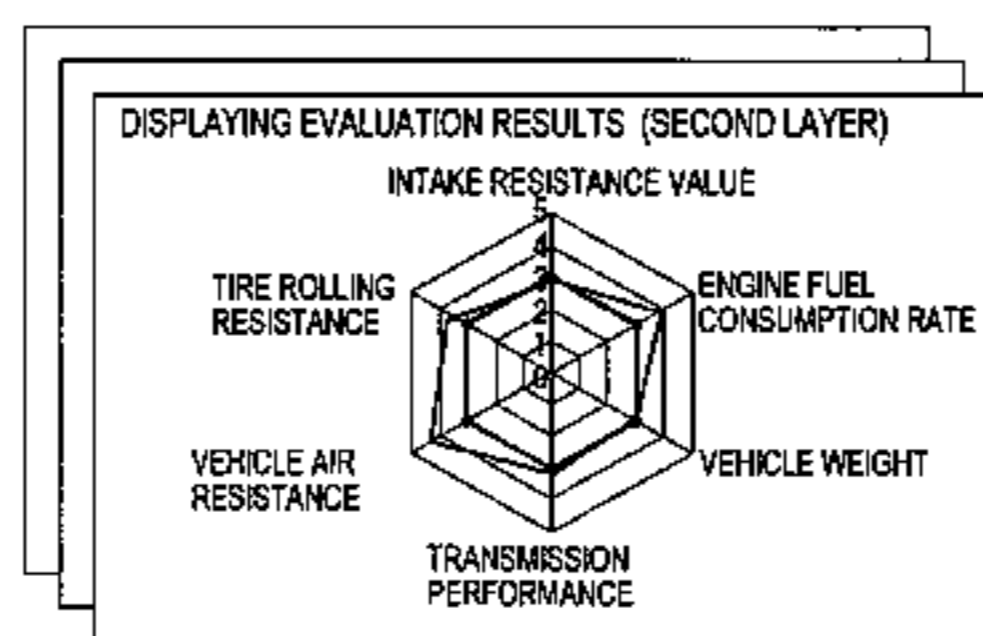 DISPLAYING EVALUATION RESULTS (SECOND LAYER)
INTAKE RESISTANCE VALUE
5
4
3
2
1
0
TIRE ROLLING
RESISTANCE
ENGINE FUEL
CONSUMPTION RATE
VEHICLE AIR
RESISTANCE
VEHICLE WEIGHT
TRANSMISSION
PERFORMANCE